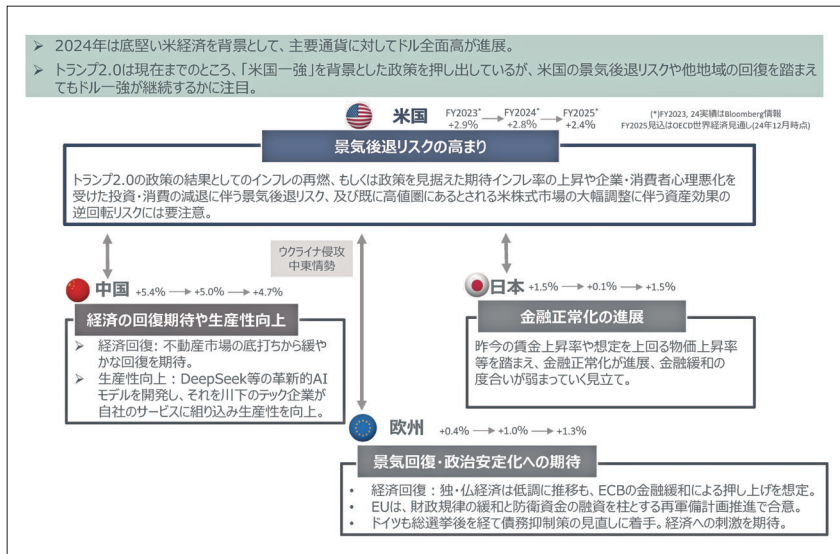 ➢ 2024年は底堅い米経済を背景として、主要通貨に対してドル全面高が進展。
➢ トランプ2.0は現在までのところ、「米国一強」を背景とした政策を押し出しているが、米国の景気後退リスクや他地域の回復を踏まえ
てもドル一強が継続するかに注目。
米国 FY2023* → FY2024* → FY2025*
+2.9% +2.8% +2.4%
(*)FY2023, 24実績はBloomberg情報
FY2025見込はOECD世界経済見通し(24年12月時点)
景気後退リスクの高まり
トランプ2.0の政策の結果としてのインフレの再燃、もしくは政策を見据えた期待インフレ率の上昇や企業・消費者心理悪化を
受けた投資・消費の減退に伴う景気後退リスク、及び既に高値圏にあるとされる米株式市場の大幅調整に伴う資産効果の
逆回転リスクには要注意。
ウクライナ侵攻
中東情勢
中国 +5.4% → +5.0% → +4.7%
経済の回復期待や生産性向上
➢ 経済回復: 不動産市場の底打ちから緩や
かな回復を期待。
➢ 生産性向上：DeepSeek等の革新的AI
モデルを開発し、それを川下のテック企業が
自社のサービスに組り込み生産性を向上。
日本 +1.5% → +0.1% → +1.5%
金融正常化の進展
昨今の賃金上昇率や想定を上回る物価上昇率
等を踏まえ、金融正常化が進展、金融緩和の
度合いが弱まっていく見立て。
欧州 +0.4% → +1.0% → +1.3%
景気回復・政治安定化への期待
• 経済回復：独・仏経済は低調に推移も、ECBの金融緩和による押し上げを想定。
• EUは、財政規律の緩和と防衛資金の融資を柱とする再軍備計画推進で合意。
• ドイツも総選挙後を経て債務抑制策の見直しに着手。経済への刺激を期待。